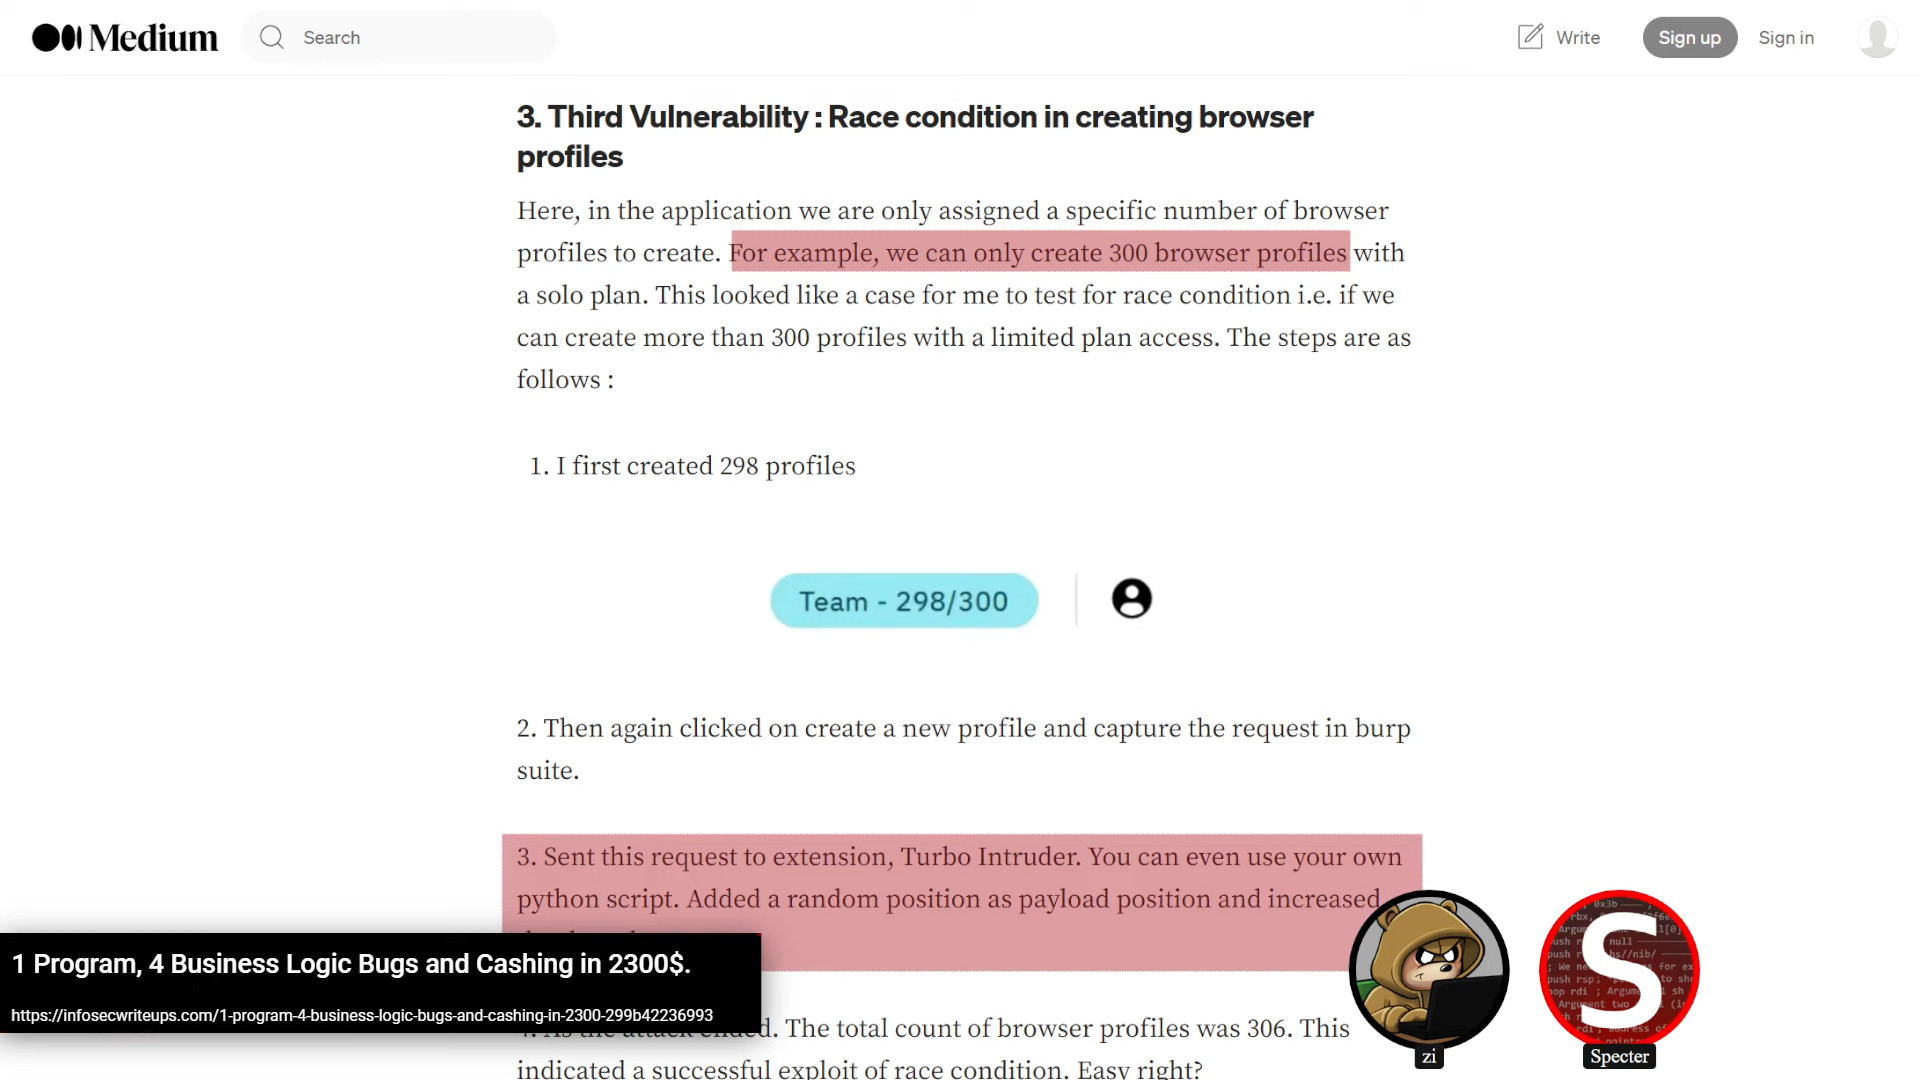 Medium
Search
Write
Sign up
Sign in
3. Third Vulnerability : Race condition in creating browser
profiles
Here, in the application we are only assigned a specific number of browser
profiles to create. For example, we can only create 300 browser profiles with
a solo plan. This looked like a case for me to test for race condition i.e. if we
can create more than 300 profiles with a limited plan access. The steps are as
follows :
1. I first created 298 profiles
Team - 298/300
2. Then again clicked on create a new profile and capture the request in burp
suite.
3. Sent this request to extension, Turbo Intruder. You can even use your own
python script. Added a random position as payload position and increased
1 Program, 4 Business Logic Bugs and Cashing in 2300$.
https://infosecwriteups.com/1-program-4-business-logic-bugs-and-cashing-in-2300-299b42236993
4. As the attack ended. The total count of browser profiles was 306. This
indicated a successful exploit of race condition. Easy right?
zi
S
Specter